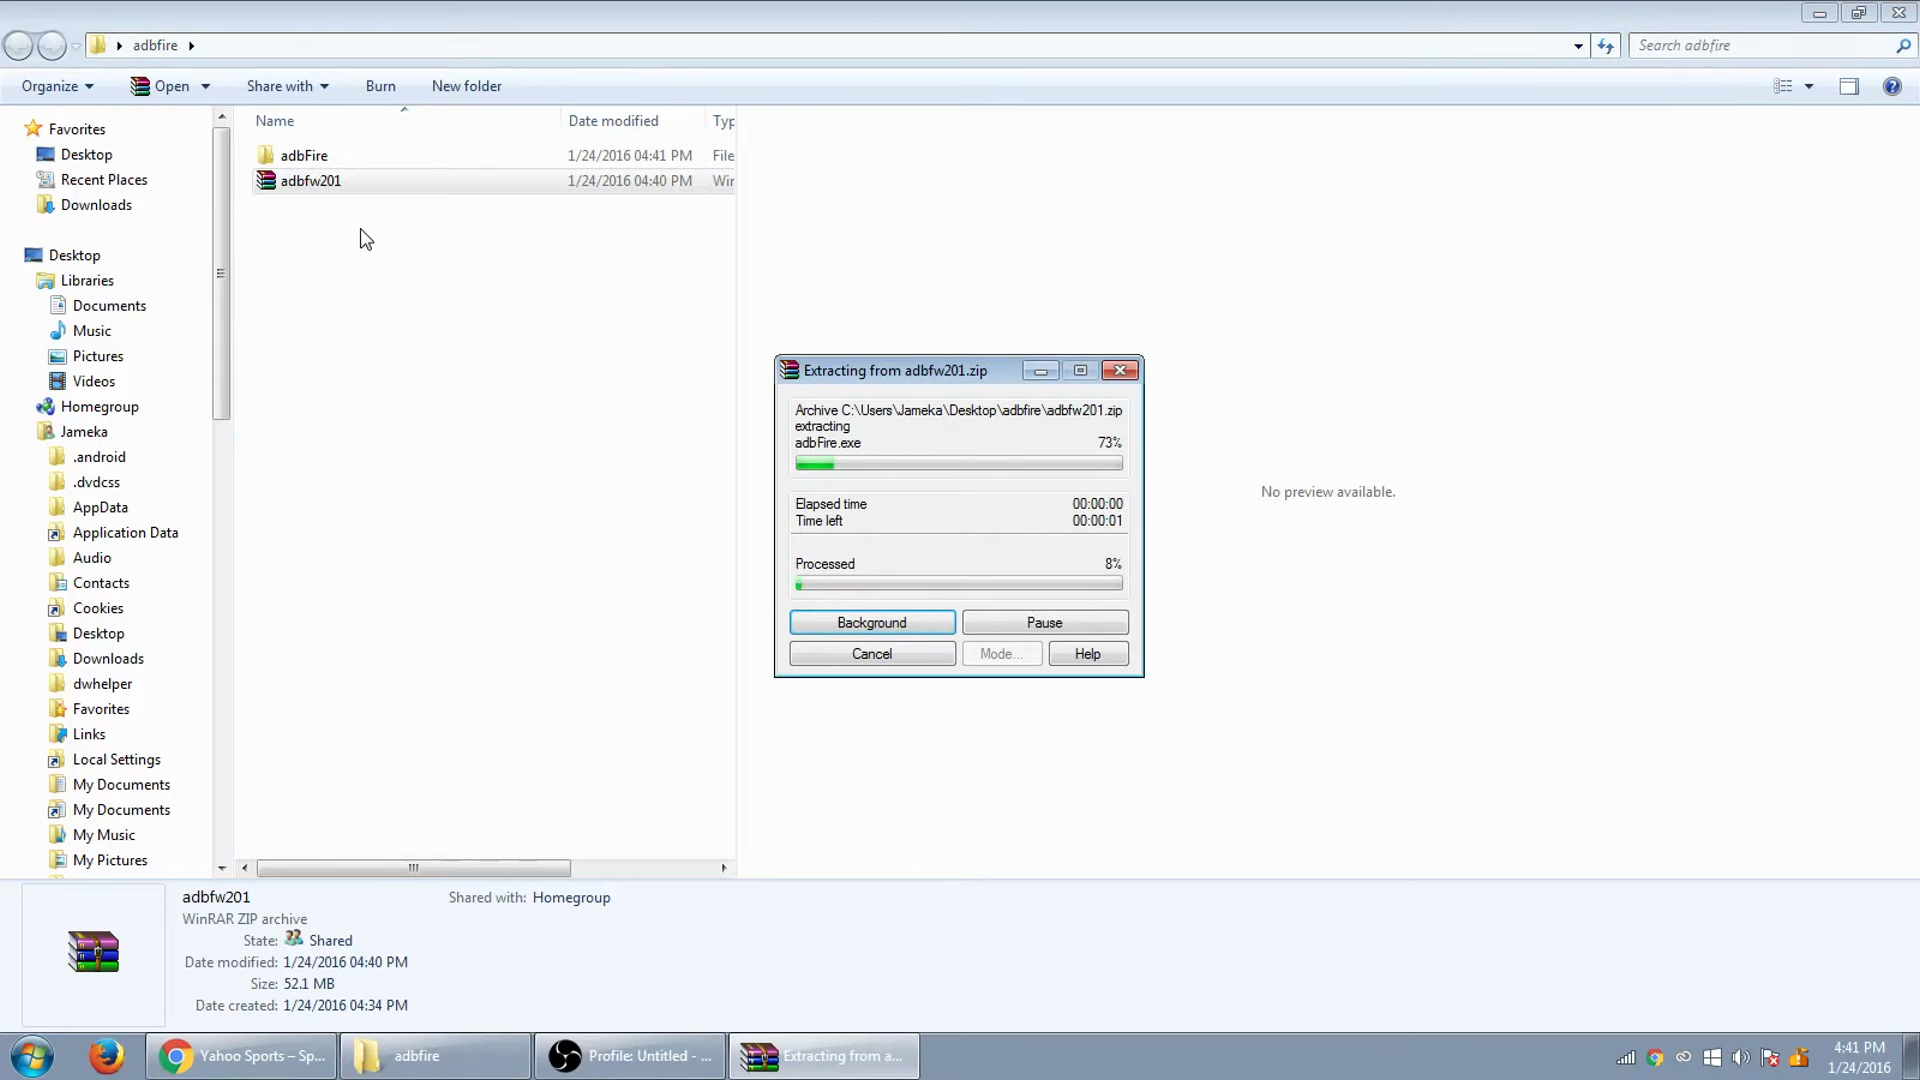 adbfire
Search adbfire
Organize
Open
Share with
Burn
New folder
Favorites
Desktop
Recent Places
Downloads
Desktop
Libraries
Documents
Music
Pictures
Videos
Homegroup
Jameka
.android
.dvdcss
AppData
Application Data
Audio
Contacts
Cookies
Desktop
Downloads
dwhelper
Favorites
Links
Local Settings
My Documents
My Documents
My Music
My Pictures
Name Date modified Typ
adbFire 1/24/2016 04:41 PM File
adbfw201 1/24/2016 04:40 PM Win
Extracting from adbfw201.zip
Archive C:\Users\Jameka\Desktop\adbfire\adbfw201.zip
extracting
adbFire.exe 73%
Elapsed time 00:00:00
Time left 00:00:01
Processed 8%
Background Pause
Cancel Mode... Help
No preview available.
adbfw201 Shared with: Homegroup
WinRAR ZIP archive
State: Shared
Date modified: 1/24/2016 04:40 PM
Size: 52.1 MB
Date created: 1/24/2016 04:34 PM
Yahoo Sports – Sp...
adbfire
Profile: Untitled - ...
Extracting from a...
4:41 PM
1/24/2016